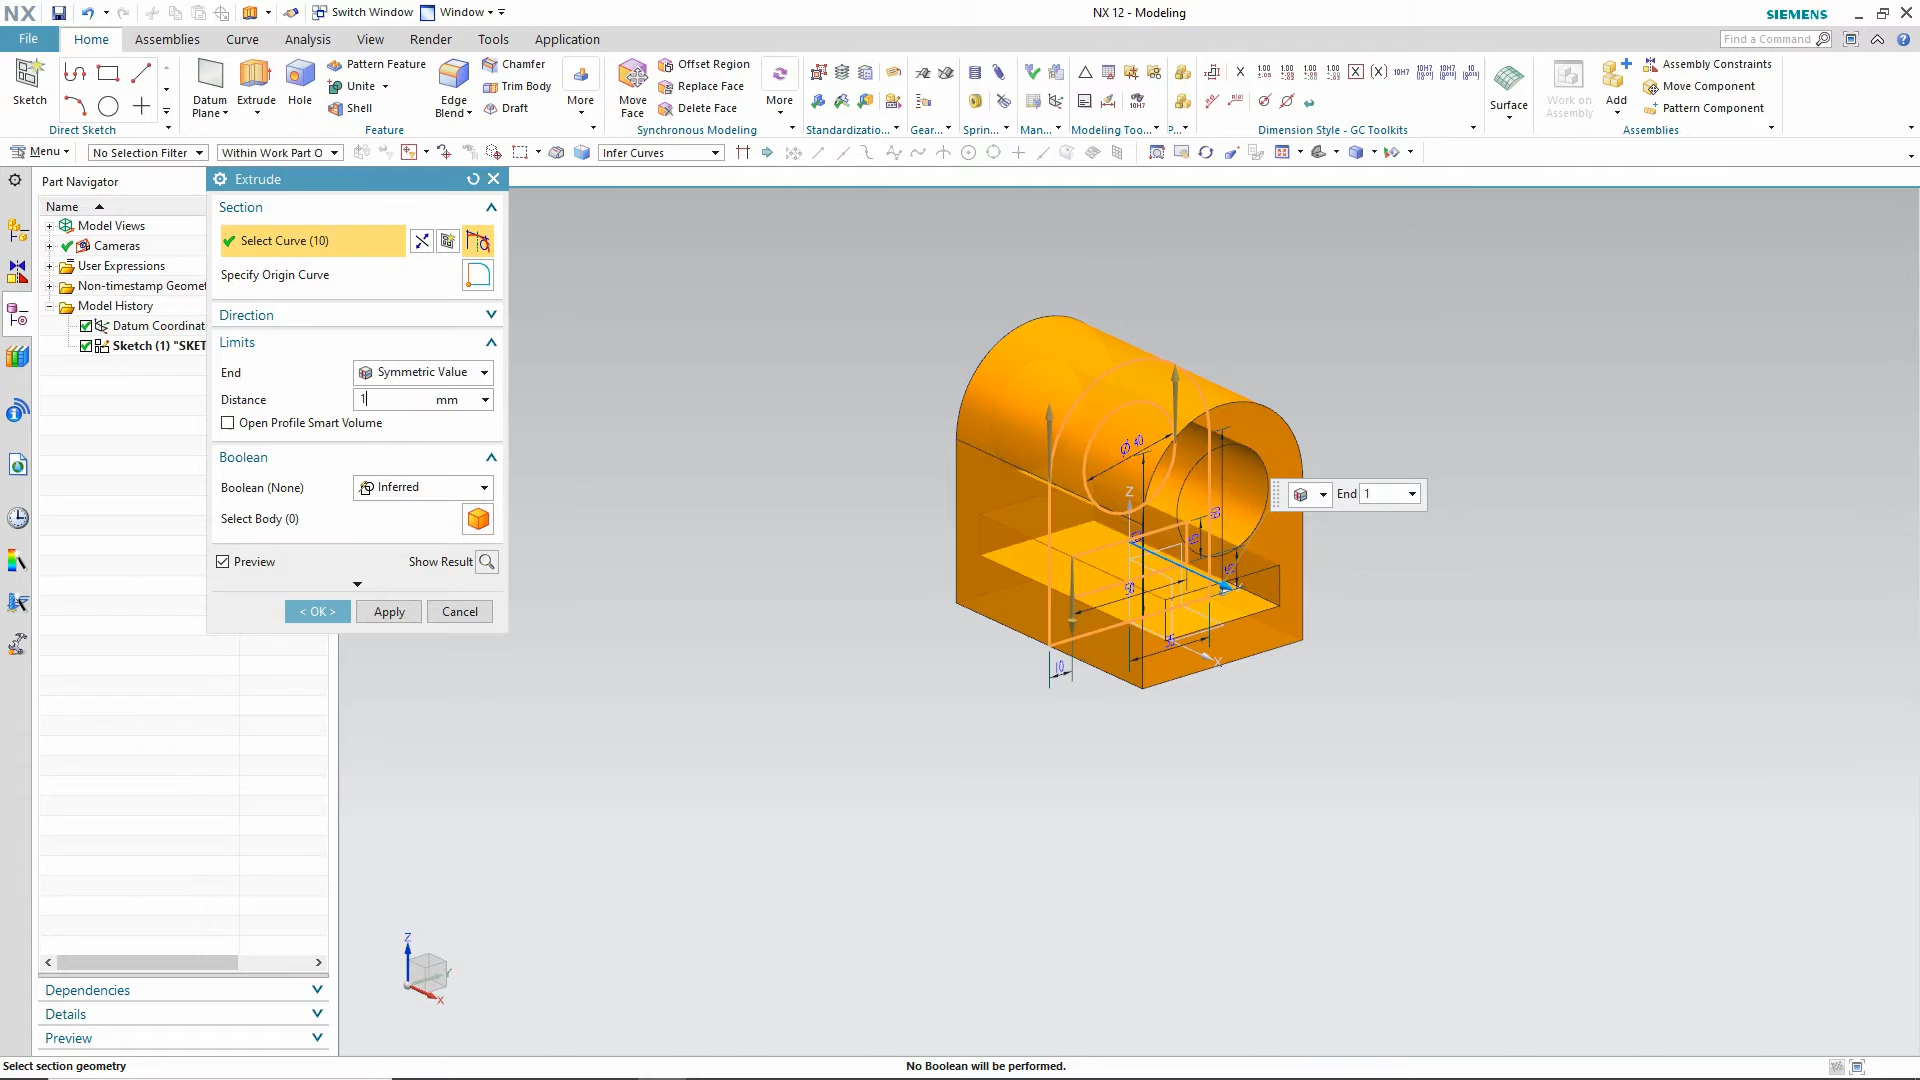 NX Switch Window Window NX 12 - Modeling SIEMENS
File Home Assemblies Curve Analysis View Render Tools Application Find a Command
Sketch
Direct Sketch
Datum
Plane
Extrude
Hole
Pattern Feature
Unite
Shell
Edge
Blend
Chamfer
Trim Body
Draft
More
Feature
Move
Face
Offset Region
Replace Face
Delete Face
More
Synchronous Modeling
Standardizatio...
Gear...
Sprin...
Man...
Modeling Too...
P...
Dimension Style - GC Toolkits
Surface
Work on
Assembly
Add
Assembly Constraints
Move Component
Pattern Component
Assemblies
Menu No Selection Filter Within Work Part O Infer Curves
Part Navigator
Name
Model Views
Cameras
User Expressions
Non-timestamp Geomet
Model History
Datum Coordinat
Sketch (1) "SKET
Extrude
Section
Select Curve (10)
Specify Origin Curve
Direction
Limits
End Symmetric Value
Distance 1 mm
Open Profile Smart Volume
Boolean
Boolean (None) Inferred
Select Body (0)
Preview Show Result
< OK > Apply Cancel
ϕ 40
Z
End 1
X
10
Z
Y
X
Dependencies
Details
Preview
Select section geometry No Boolean will be performed.